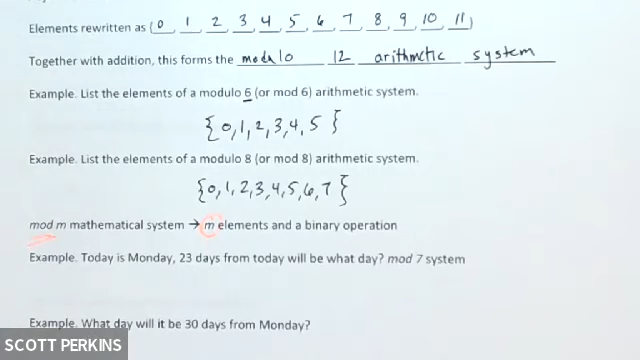 Elements rewritten as {0, 1, 2, 3, 4, 5, 6, 7, 8, 9, 10, 11}
Together with addition, this forms the modulo 12 arithmetic system
Example. List the elements of a modulo 6 (or mod 6) arithmetic system.
{0,1,2,3,4,5}
Example. List the elements of a modulo 8 (or mod 8) arithmetic system.
{0,1,2,3,4,5,6,7}
mod m mathematical system → m elements and a binary operation
Example. Today is Monday, 23 days from today will be what day? mod 7 system
Example. What day will it be 30 days from Monday?
SCOTT PERKINS